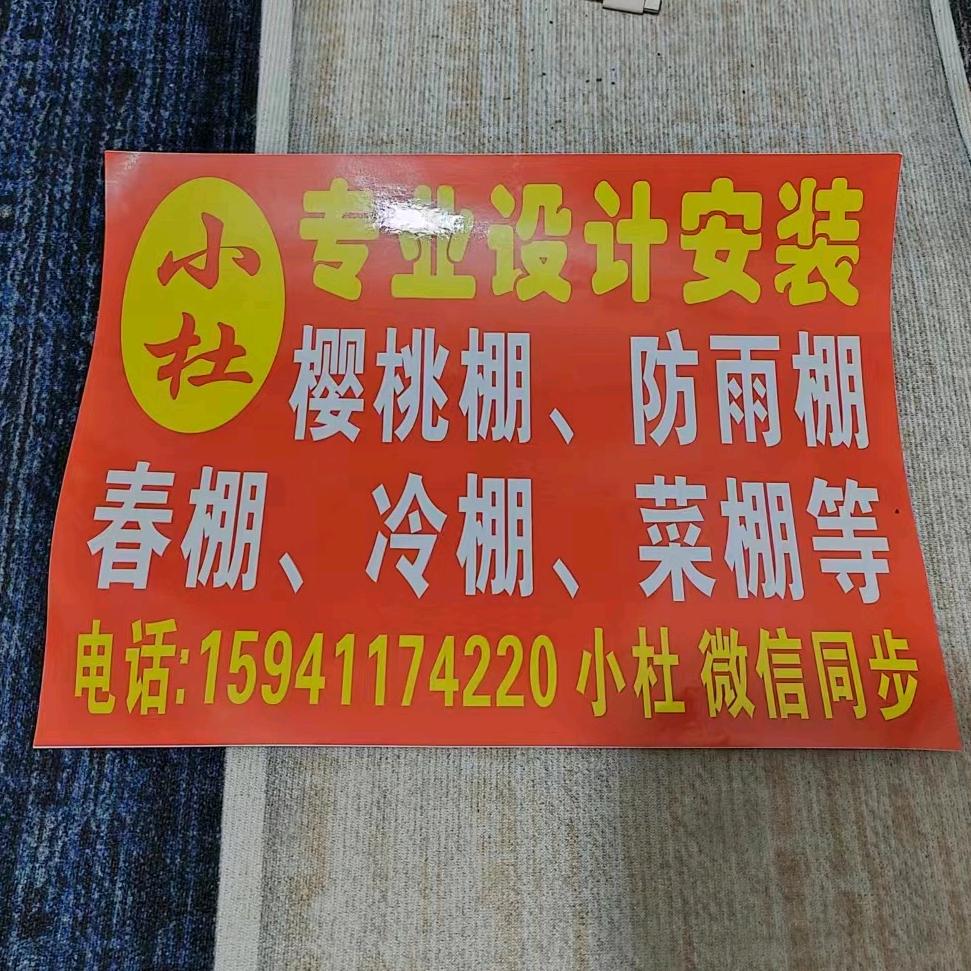 小杜
专业设计安装
樱桃棚、防雨棚
春棚、冷棚、菜棚等
电话:15941174220 小杜 微信同步